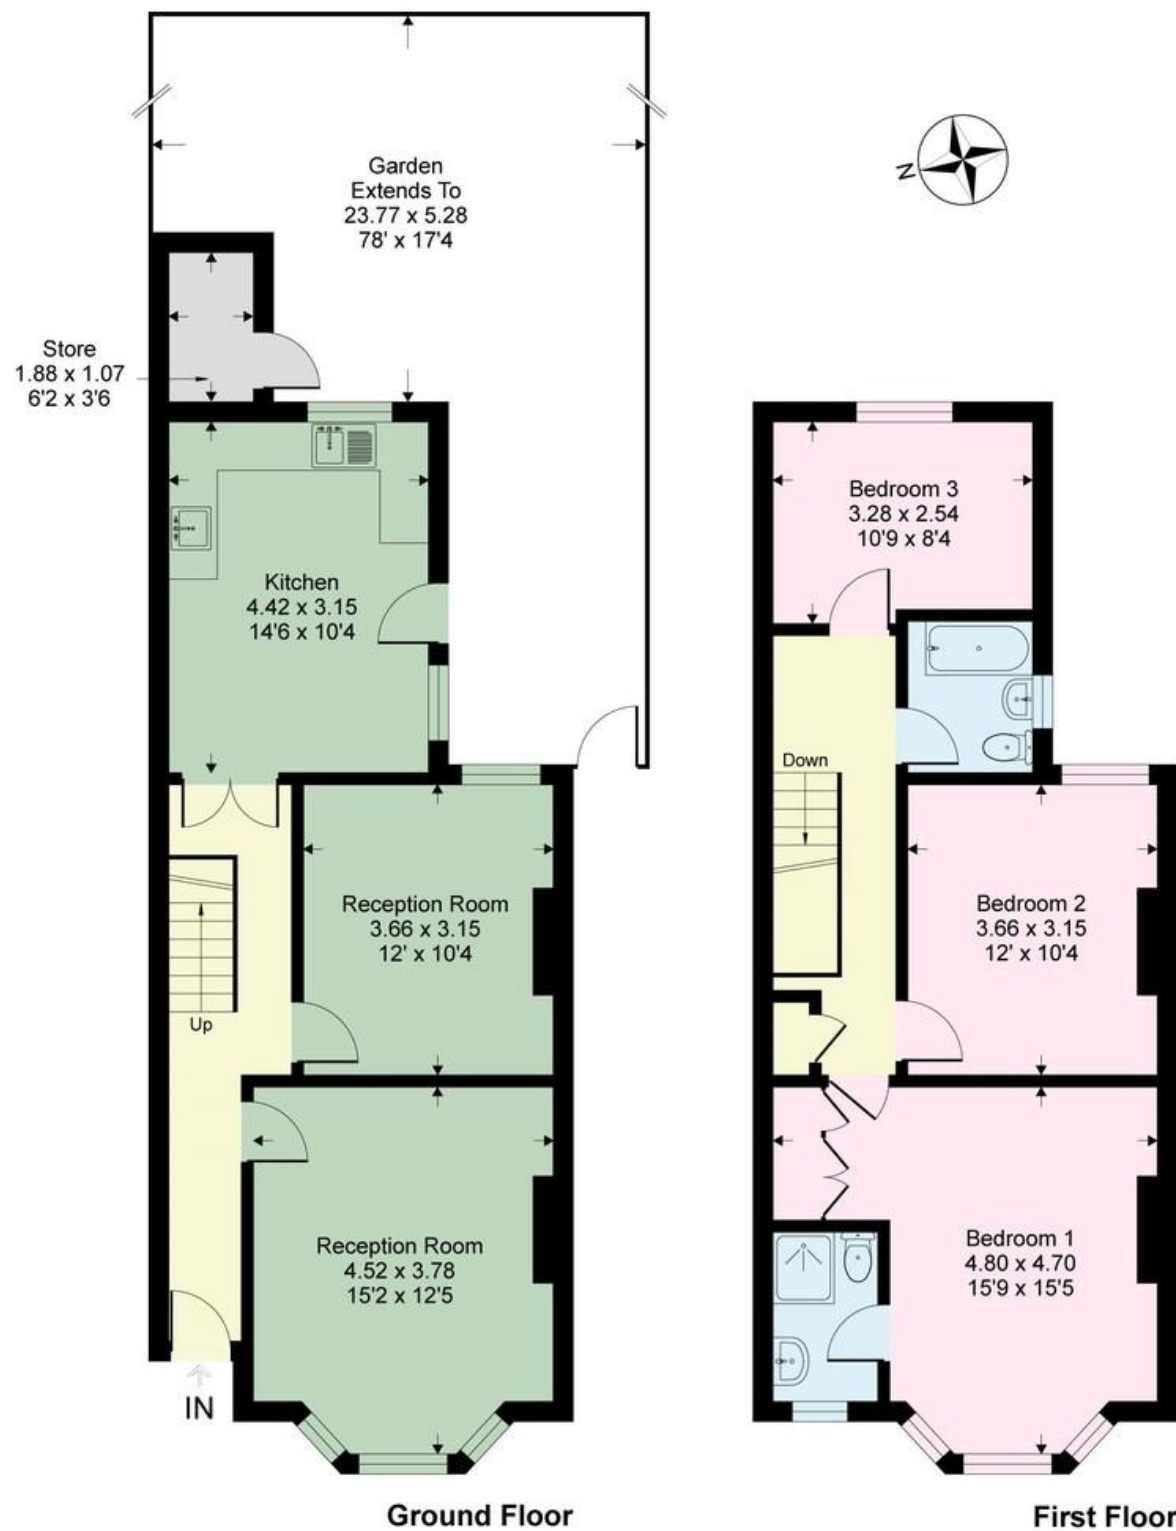 Garden
Extends To
23.77 x 5.28
78' x 17'4
N
Store
1.88 x 1.07
6'2 x 3'6
Kitchen
4.42 x 3.15
14'6 x 10'4
Reception Room
3.66 x 3.15
12' x 10'4
Up
Reception Room
4.52 x 3.78
15'2 x 12'5
IN
Ground Floor
Bedroom 3
3.28 x 2.54
10'9 x 8'4
Down
Bedroom 2
3.66 x 3.15
12' x 10'4
Bedroom 1
4.80 x 4.70
15'9 x 15'5
First Floor